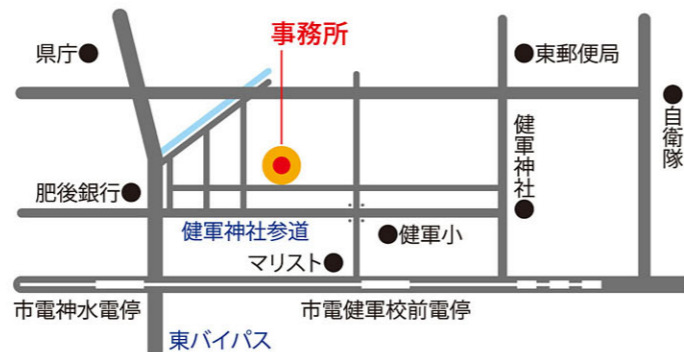 事務所
県庁
東郵便局
自衛隊
健軍神社
肥後銀行
健軍神社参道
健軍小
マリスト
市電神水電停
市電健軍校前電停
東バイパス